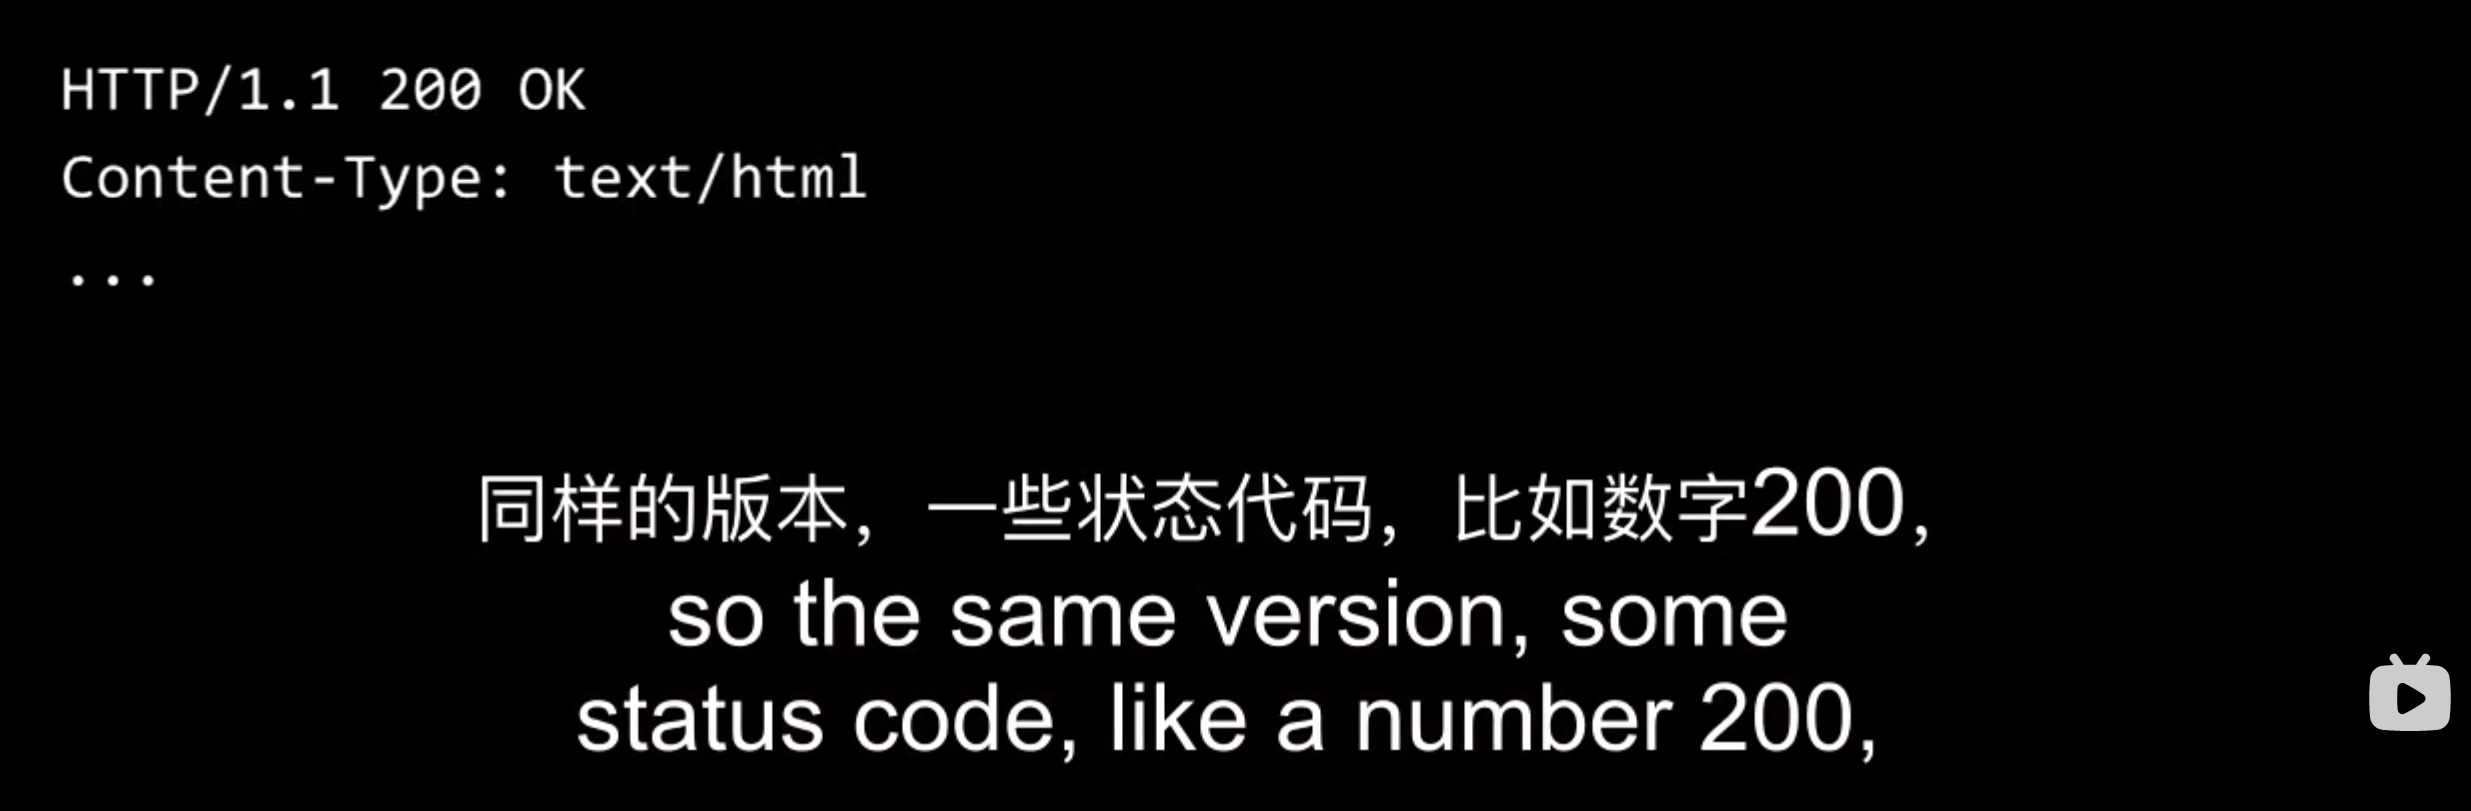 HTTP/1.1 200 OK
Content-Type: text/html
...
同样的版本，一些状态代码，比如数字200，
so the same version, some
status code, like a number 200,